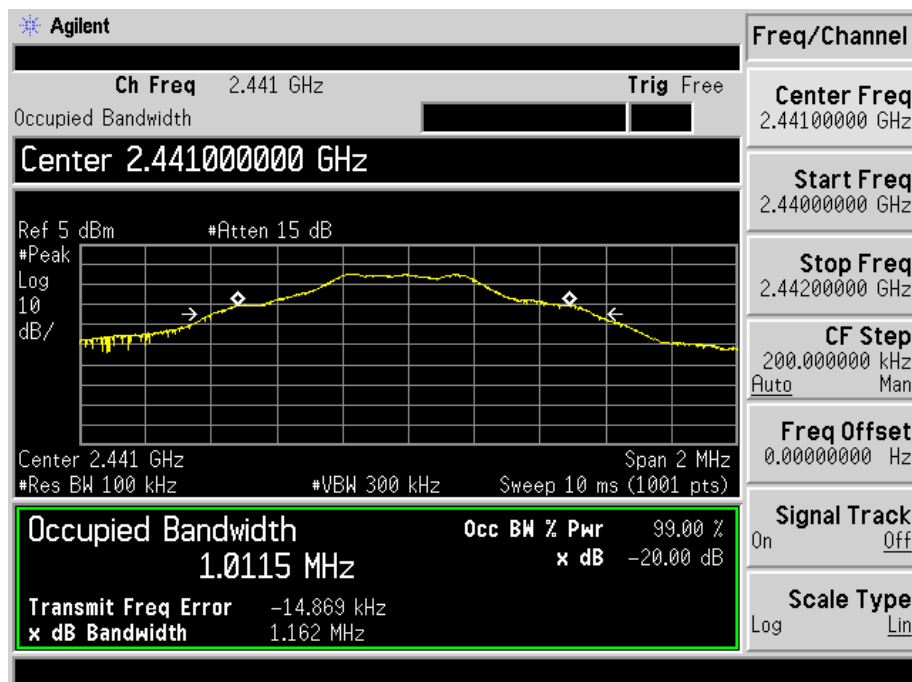 Agilent
Freq/Channel
Ch Freq 2.441 GHz Trig Free
Occupied Bandwidth
Center 2.441000000 GHz
Ref 5 dBm #Atten 15 dB
#Peak
Log
10
dB/
Center 2.441 GHz Span 2 MHz
#Res BW 100 kHz #VBW 300 kHz Sweep 10 ms (1001 pts)
Occupied Bandwidth Occ BW % Pwr 99.00 %
1.0115 MHz x dB -20.00 dB
Transmit Freq Error -14.869 kHz
x dB Bandwidth 1.162 MHz
Center Freq
2.44100000 GHz
Start Freq
2.44000000 GHz
Stop Freq
2.44200000 GHz
CF Step
200.000000 kHz
Auto Man
Freq Offset
0.00000000 Hz
Signal Track
On Off
Scale Type
Log Lin